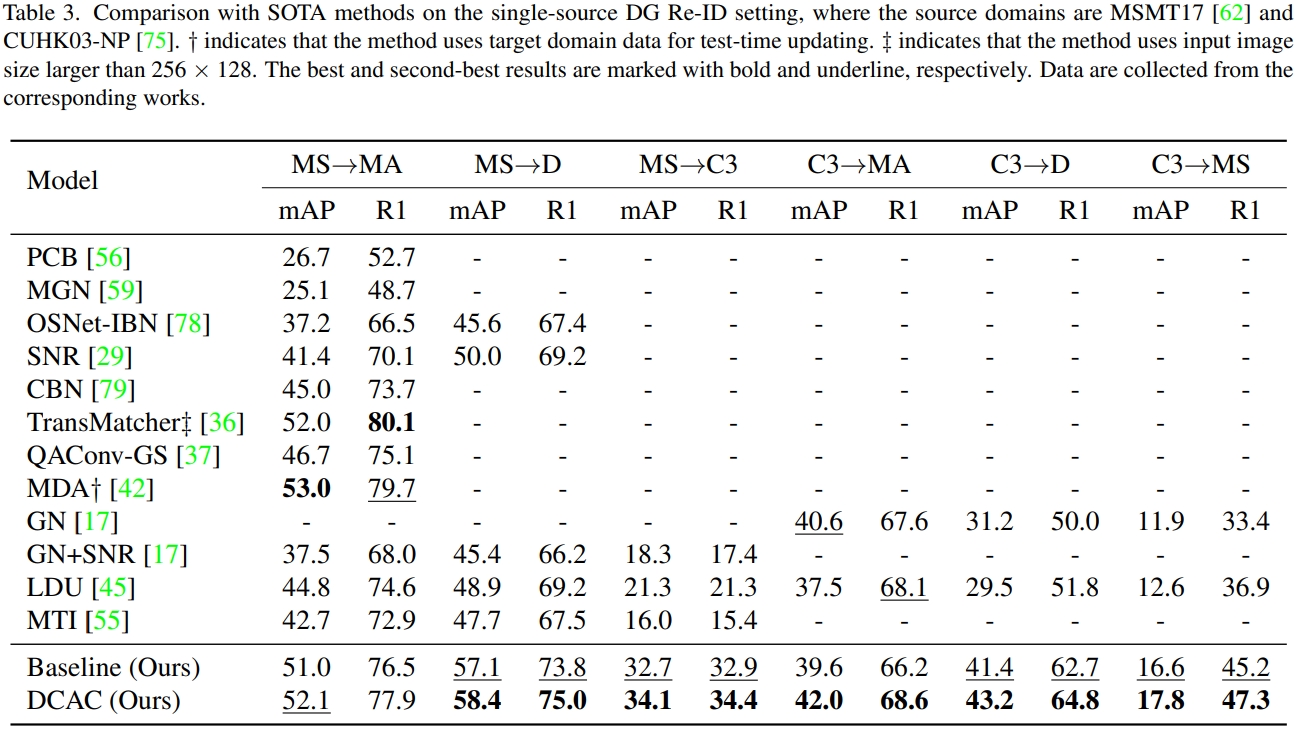 Table 3. Comparison with SOTA methods on the single-source DG Re-ID setting, where the source domains are MSMT17 [62] and
CUHK03-NP [75]. † indicates that the method uses target domain data for test-time updating. ‡ indicates that the method uses input image
size larger than 256 × 128. The best and second-best results are marked with bold and underline, respectively. Data are collected from the
corresponding works.
Model MS→MA MS→D MS→C3 C3→MA C3→D C3→MS
mAP R1 mAP R1 mAP R1 mAP R1 mAP R1 mAP R1
PCB [56] 26.7 52.7 - - - - - - - - - -
MGN [59] 25.1 48.7 - - - - - - - - - -
OSNet-IBN [78] 37.2 66.5 45.6 67.4 - - - - - - - -
SNR [29] 41.4 70.1 50.0 69.2 - - - - - - - -
CBN [79] 45.0 73.7 - - - - - - - - - -
TransMatcher‡ [36] 52.0 80.1 - - - - - - - - - -
QAConv-GS [37] 46.7 75.1 - - - - - - - - - -
MDA† [42] 53.0 79.7 - - - - - - - - - -
GN [17] - - - - - - 40.6 67.6 31.2 50.0 11.9 33.4
GN+SNR [17] 37.5 68.0 45.4 66.2 18.3 17.4 - - - - - -
LDU [45] 44.8 74.6 48.9 69.2 21.3 21.3 37.5 68.1 29.5 51.8 12.6 36.9
MTI [55] 42.7 72.9 47.7 67.5 16.0 15.4 - - - - - -
Baseline (Ours) 51.0 76.5 57.1 73.8 32.7 32.9 39.6 66.2 41.4 62.7 16.6 45.2
DCAC (Ours) 52.1 77.9 58.4 75.0 34.1 34.4 42.0 68.6 43.2 64.8 17.8 47.3